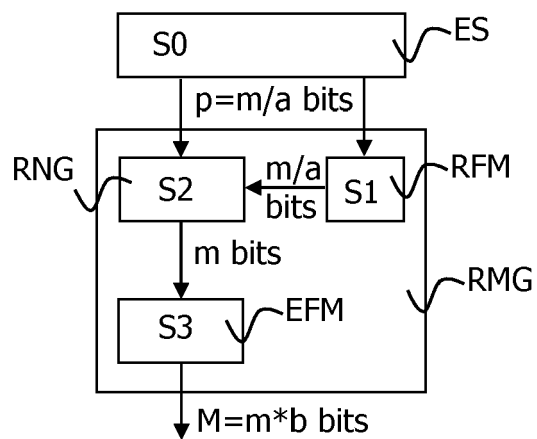 S0
ES
p=m/a bits
RNG
S2
m/a
bits
S1
RFM
m bits
RMG
S3
EFM
M=m*b bits